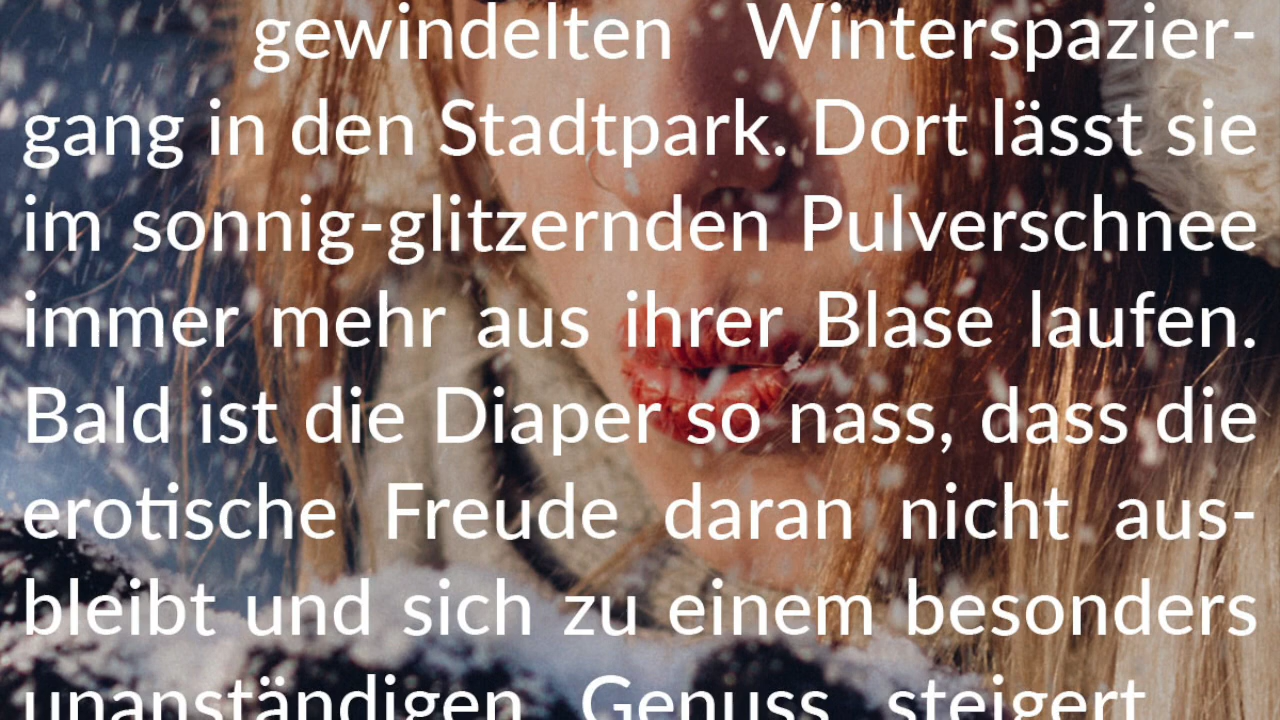 gewindelten Winterspazier-
gang in den Stadtpark. Dort lässt sie
im sonnig-glitzernden Pulverschnee
immer mehr aus ihrer Blase laufen.
Bald ist die Diaper so nass, dass die
erotische Freude daran nicht aus-
bleibt und sich zu einem besonders
unanständigen Genuss steigert